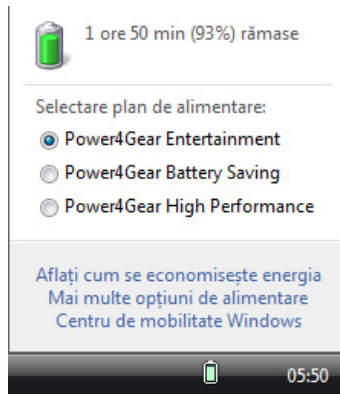 1 ore 50 min (93%) rămase
Selectare plan de alimentare:
Power4Gear Entertainment
Power4Gear Battery Saving
Power4Gear High Performance
Aflați cum se economisește energia
Mai multe opțiuni de alimentare
Centru de mobilitate Windows
05:50